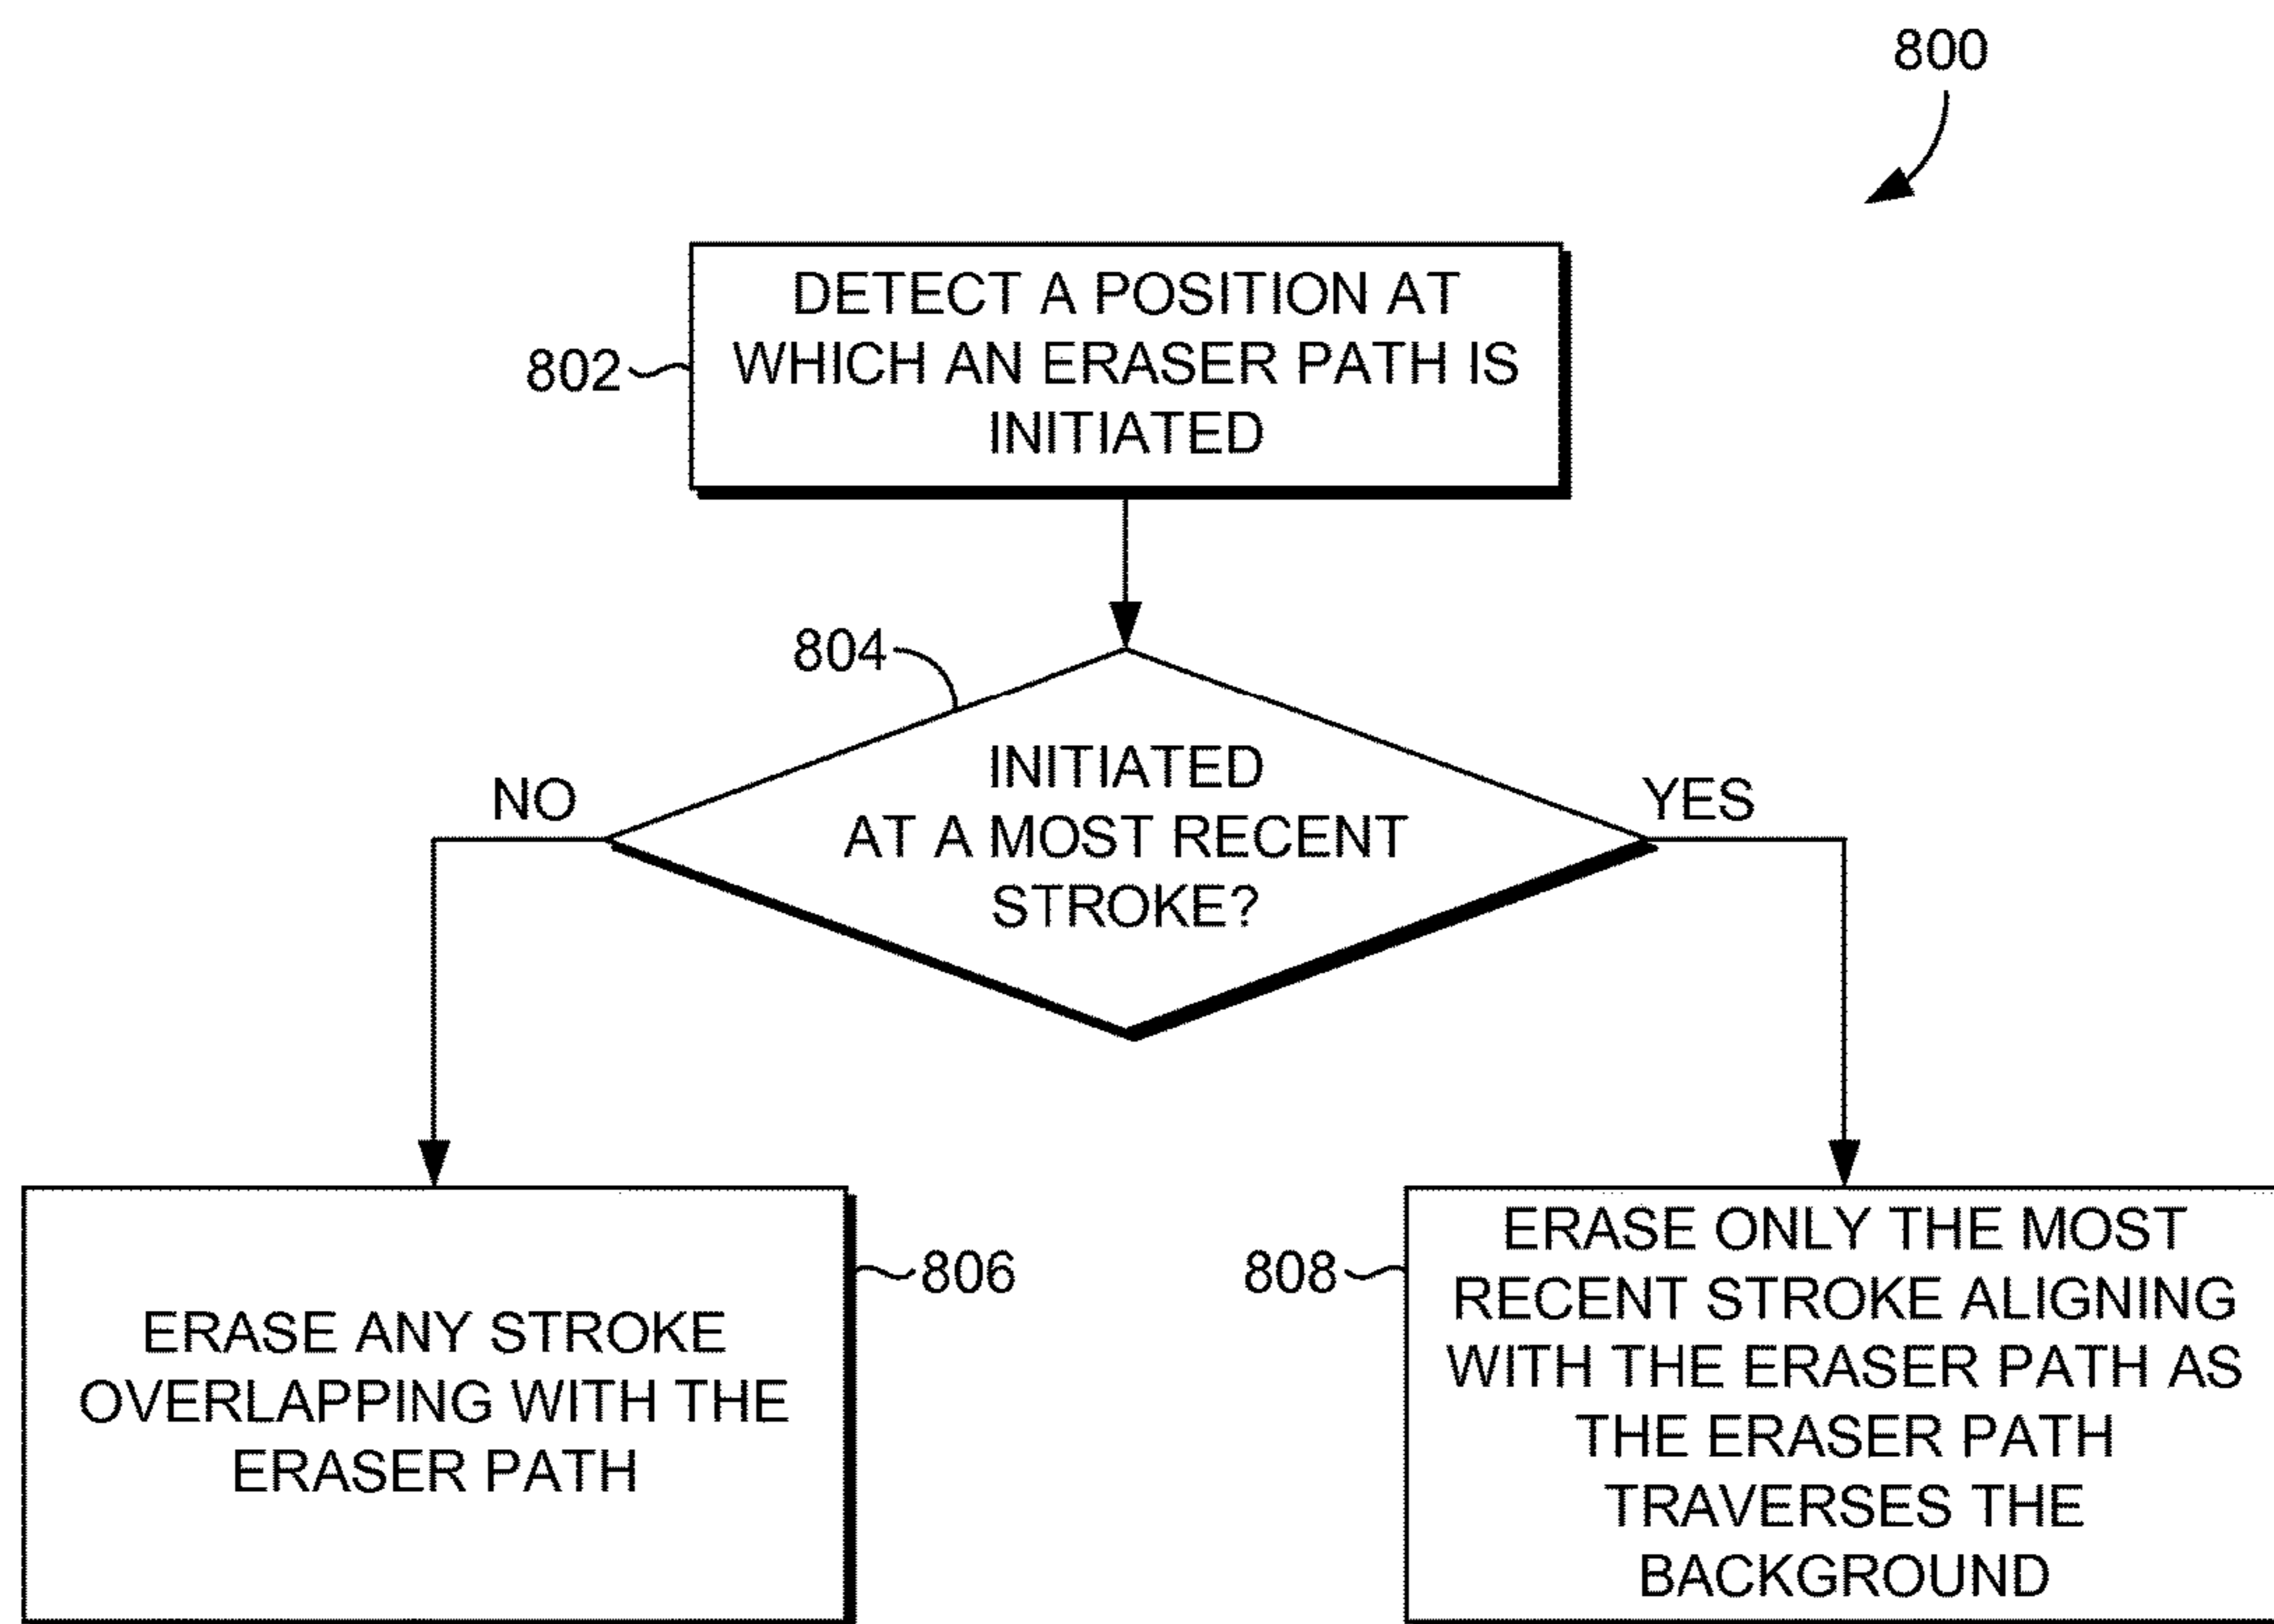 800
DETECT A POSITION AT
WHICH AN ERASER PATH IS
INITIATED
802
804
INITIATED
AT A MOST RECENT
STROKE?
NO
YES
ERASE ANY STROKE
OVERLAPPING WITH THE
ERASER PATH
806
808
ERASE ONLY THE MOST
RECENT STROKE ALIGNING
WITH THE ERASER PATH AS
THE ERASER PATH
TRAVERSES THE
BACKGROUND